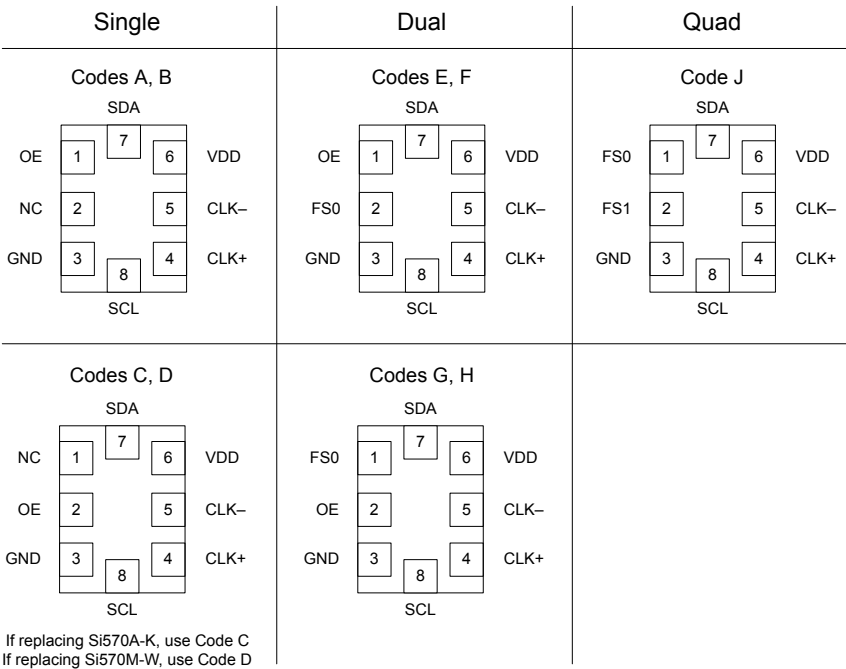 Single Dual Quad
Codes A, B
SDA
OE 1 7 6 VDD
NC 2 5 CLK–
GND 3 8 4 CLK+
SCL
Codes E, F
SDA
OE 1 7 6 VDD
FS0 2 5 CLK–
GND 3 8 4 CLK+
SCL
Code J
SDA
FS0 1 7 6 VDD
FS1 2 5 CLK–
GND 3 8 4 CLK+
SCL
Codes C, D
SDA
NC 1 7 6 VDD
OE 2 5 CLK–
GND 3 8 4 CLK+
SCL
If replacing Si570A-K, use Code C
If replacing Si570M-W, use Code D
Codes G, H
SDA
FS0 1 7 6 VDD
OE 2 5 CLK–
GND 3 8 4 CLK+
SCL